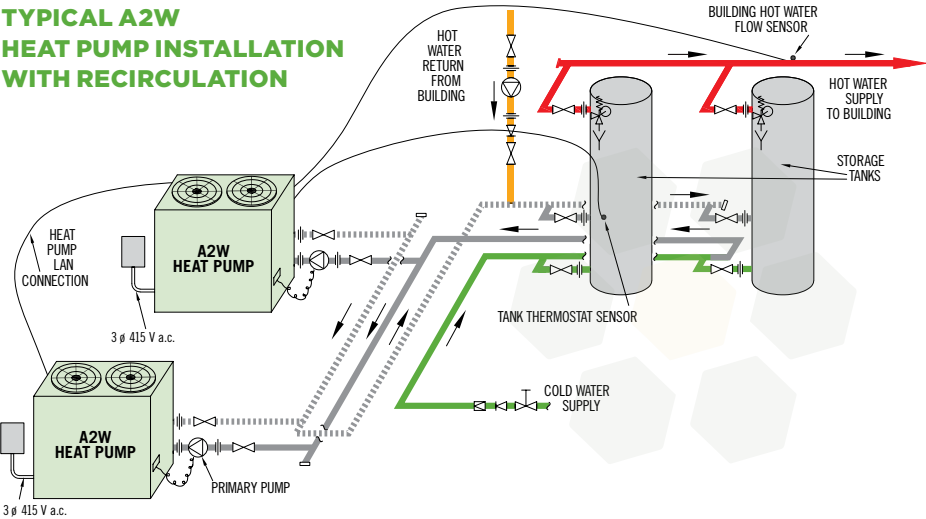 TYPICAL A2W
HEAT PUMP INSTALLATION
WITH RECIRCULATION
HOT
WATER
RETURN
FROM
BUILDING
BUILDING HOT WATER
FLOW SENSOR
HOT WATER
SUPPLY
TO BUILDING
STORAGE
TANKS
HEAT
PUMP
LAN
CONNECTION
A2W
HEAT PUMP
3 ø 415 V a.c.
TANK THERMOSTAT SENSOR
COLD WATER
SUPPLY
A2W
HEAT PUMP
PRIMARY PUMP
3 ø 415 V a.c.